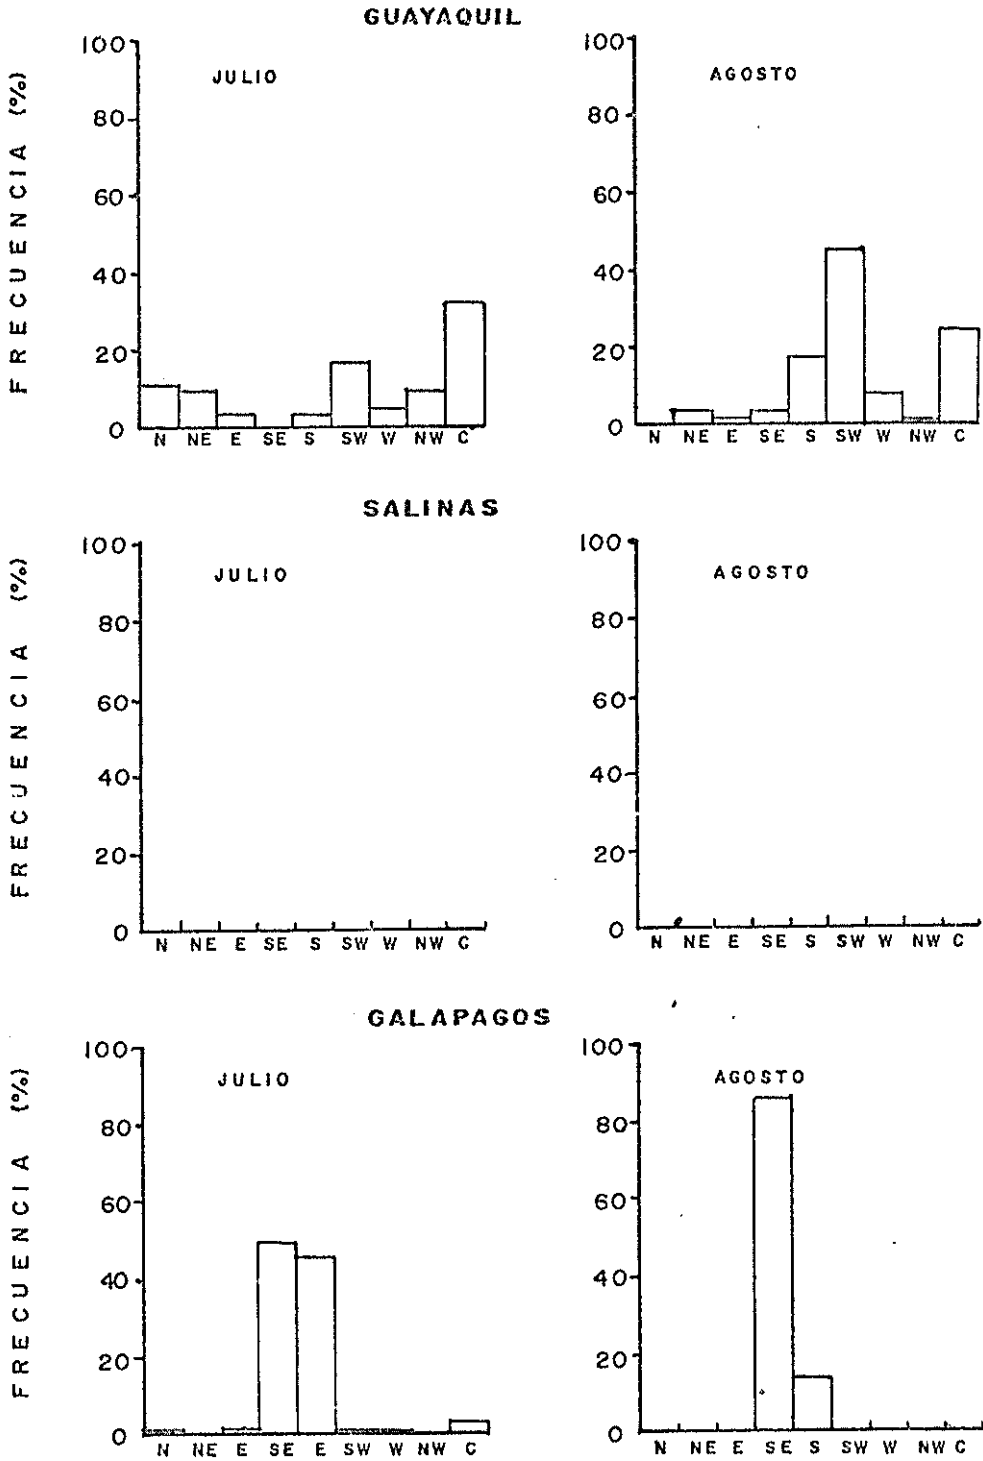 GUAYAQUIL
FRECUENCIA (%)
100
80
60
40
20
0
JULIO
N NE E SE S SW W NW C
100
80
60
40
20
0
AGOSTO
N NE E SE S SW W NW C
SALINAS
FRECUENCIA (%)
100
80
60
40
20
0
JULIO
N NE E SE S SW W NW C
100
80
60
40
20
0
AGOSTO
N NE E SE S SW W NW C
GALAPAGOS
FRECUENCIA (%)
100
80
60
40
20
0
JULIO
N NE E SE E SW W NW C
100
80
60
40
20
0
AGOSTO
N NE E SE S SW W NW C